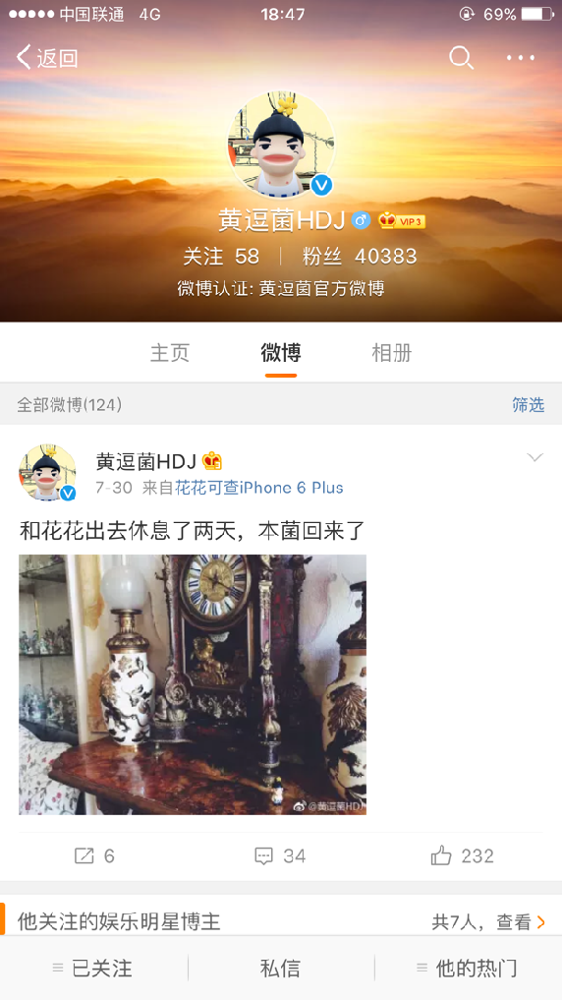 中国联通 4G 18:47 69%
返回
黄逗菌HDJ VIP 3
关注 58 粉丝 40383
微博认证: 黄逗菌官方微博
主页 微博 相册
全部微博(124) 筛选
黄逗菌HDJ
7-30 来自花花可查iPhone 6 Plus
和花花出去休息了两天，本菌回来了
@黄逗菌HDJ
6 34 232
他关注的娱乐明星博主 共7人，查看
已关注 私信 他的热门